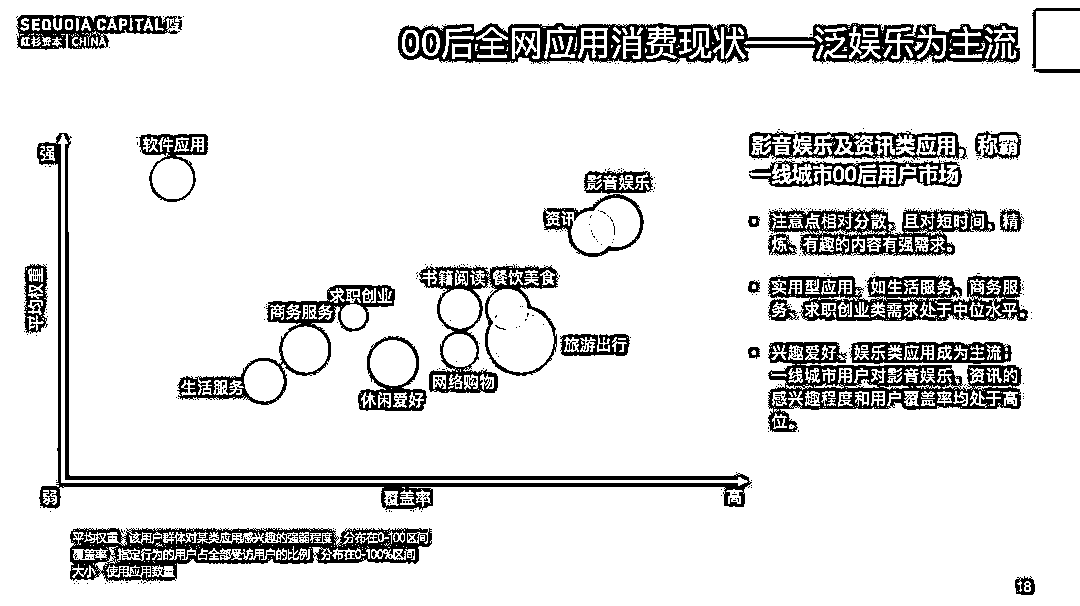 SEQUOIA CAPITAL
红杉资本 CHINA
00后全网应用消费现状——泛娱乐为主流
强
软件应用
影音娱乐
资讯
书籍阅读
餐饮美食
求职创业
商务服务
旅游出行
生活服务
网络购物
休闲爱好
平均权重
弱
覆盖率
高
影音娱乐及资讯类应用，称霸
一线城市00后用户市场
注意点相对分散，且对短时间、精
炼、有趣的内容有强需求。
实用型应用，如生活服务、商务服
务、求职创业类需求处于中位水平。
兴趣爱好、娱乐类应用成为主流；
一线城市用户对影音娱乐、资讯的
感兴趣程度和用户覆盖率均处于高
位。
平均权重：该用户群体对某类应用感兴趣的强弱程度，分布在0-100区间
覆盖率：指定行为的用户占全部受访用户的比例，分布在0-100%区间
大小：使用应用数量
18